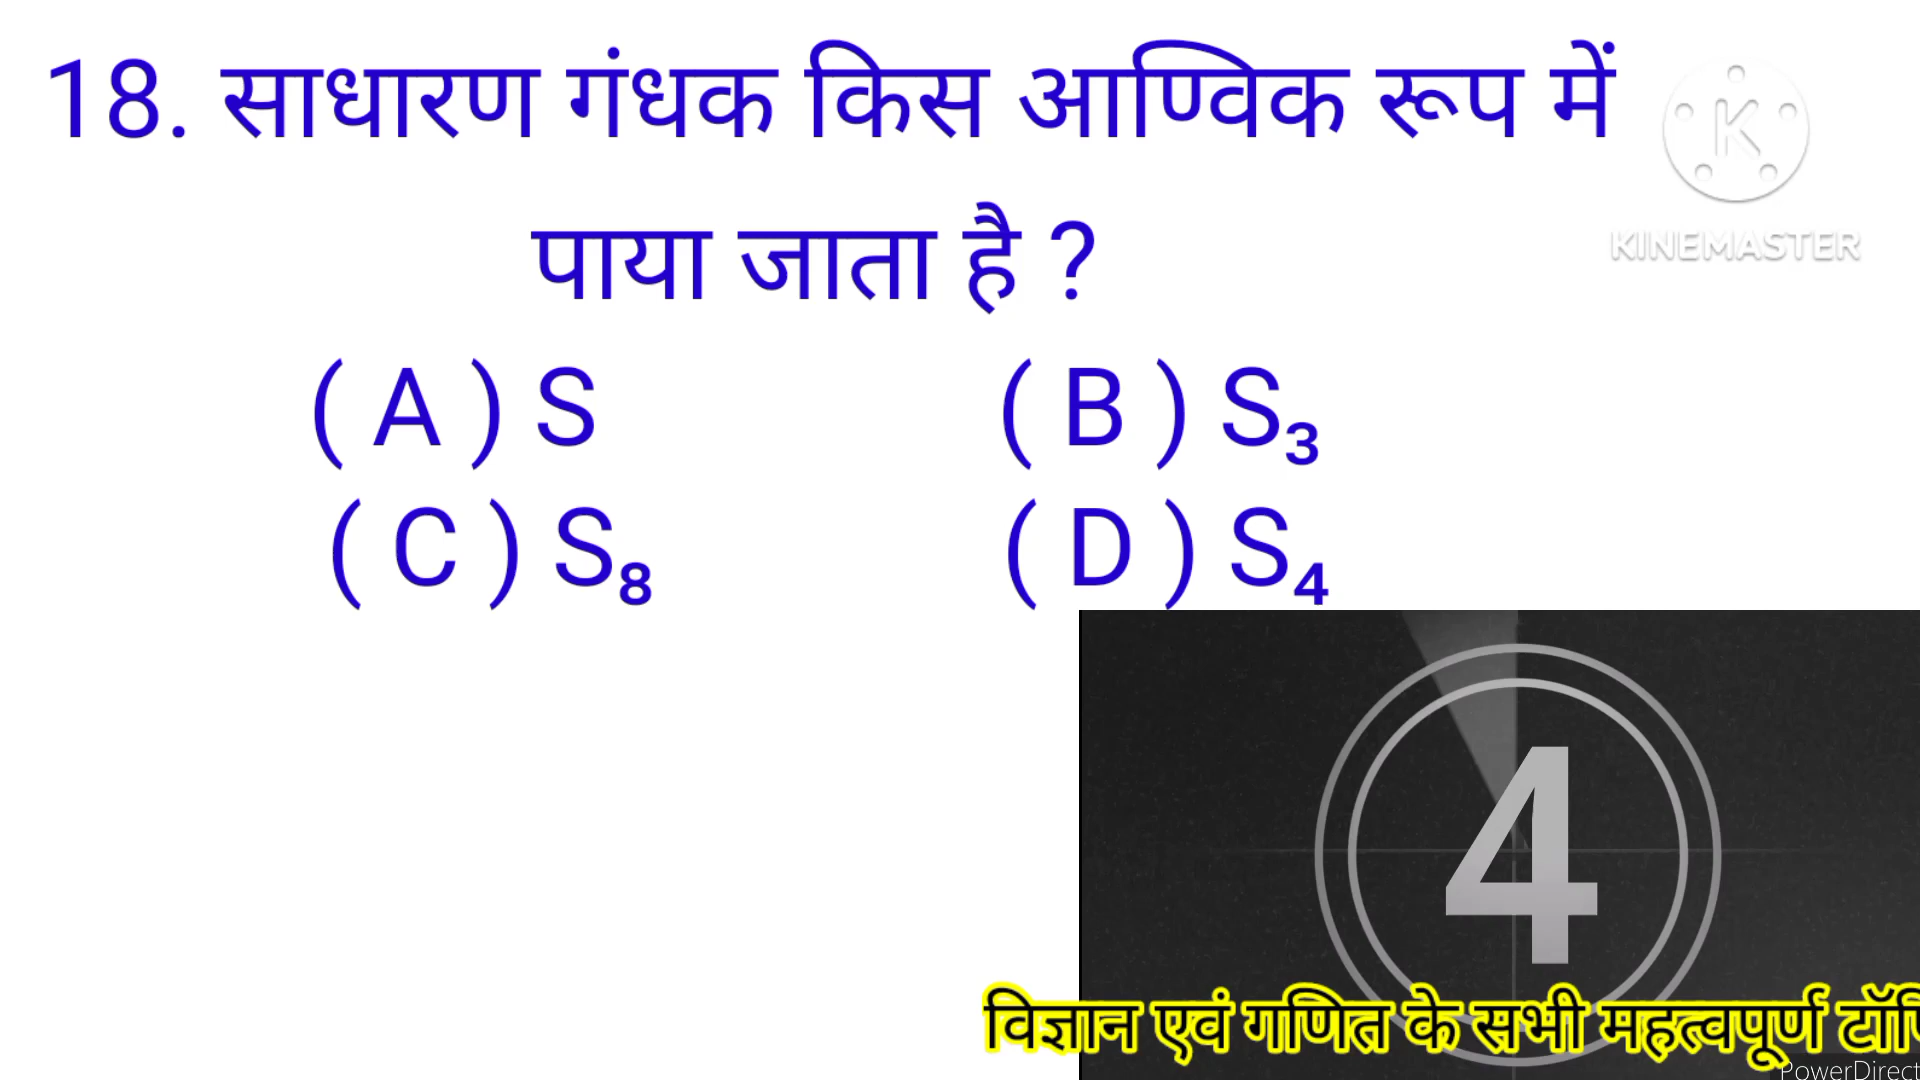 18. साधारण गंधक किस आण्विक रूप में
पाया जाता है ?
( A ) S ( B ) S₃
( C ) S₈ ( D ) S₄
K
KINEMASTER
4
विज्ञान एवं गणित के सभी महत्वपूर्ण
PowerDirect